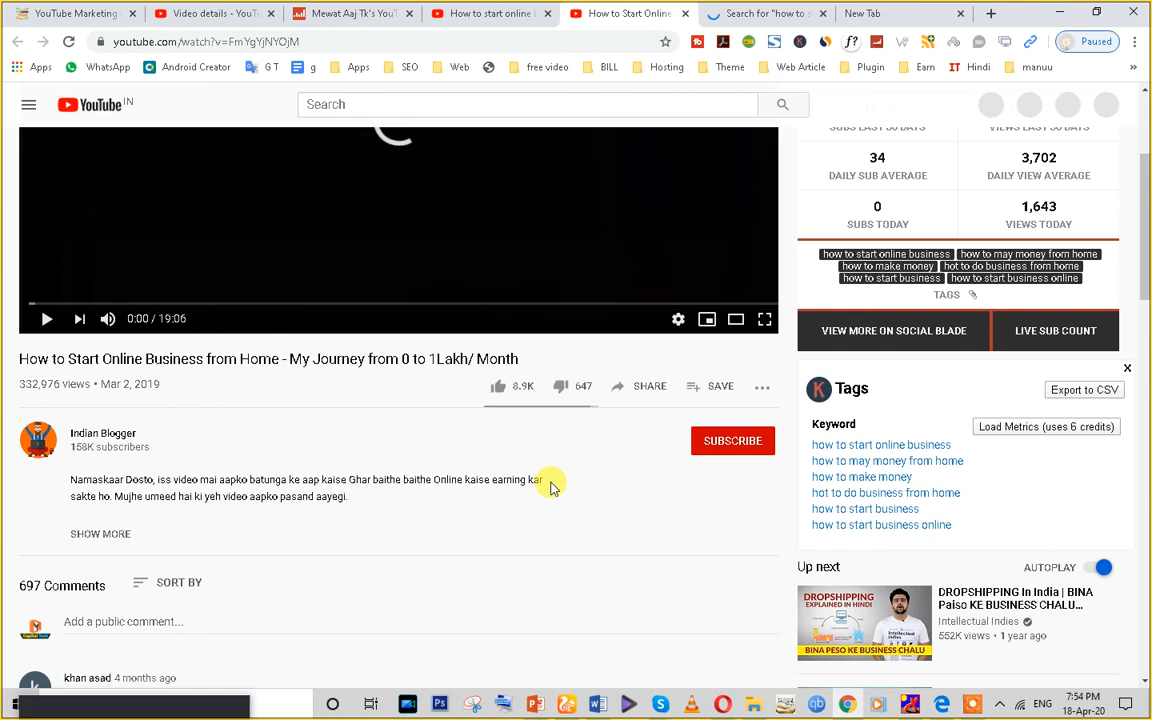 YouTube Marketing
Video details - YouTu
Mewat Aaj Tk's YouT
How to start online b
How to Start Online
Search for "how to s
New Tab
youtube.com/watch?v=FmYgYjNYOjM
Paused
Apps
WhatsApp
Android Creator
G T
g
Apps
SEO
Web
free video
BILL
Hosting
Theme
Web Article
Plugin
Earn
IT Hindi
manuu
YouTube IN
Search
SUBS LAST 30 DAYS
VIEWS LAST 30 DAYS
34
DAILY SUB AVERAGE
3,702
DAILY VIEW AVERAGE
0
SUBS TODAY
1,643
VIEWS TODAY
how to start online business how to may money from home
how to make money hot to do business from home
how to start business how to start business online
TAGS
VIEW MORE ON SOCIAL BLADE
LIVE SUB COUNT
0:00 / 19:06
How to Start Online Business from Home - My Journey from 0 to 1Lakh/ Month
332,976 views • Mar 2, 2019
8.9K
647
SHARE
SAVE
Indian Blogger
158K subscribers
SUBSCRIBE
Namaskaar Dosto, iss video mai aapko batunga ke aap kaise Ghar baithe baithe Online kaise earning kar
sakte ho. Mujhe umeed hai ki yeh video aapko pasand aayegi.
SHOW MORE
697 Comments
SORT BY
Add a public comment...
khan asad 4 months ago
K Tags
Export to CSV
Keyword
Load Metrics (uses 6 credits)
how to start online business
how to may money from home
how to make money
hot to do business from home
how to start business
how to start business online
Up next
AUTOPLAY
DROPSHIPPING
EXPLAINED IN HINDI
BINA PESO KE BUSINESS CHALU
DROPSHIPPING In India | BINA
Paiso KE BUSINESS CHALU...
Intellectual Indies
552K views • 1 year ago
ENG
7:54 PM
18-Apr-20